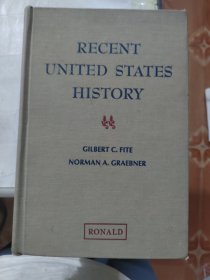 RECENT
UNITED STATES
HISTORY
GILBERT C. FITE
NORMAN A. GRAEBNER
RONALD